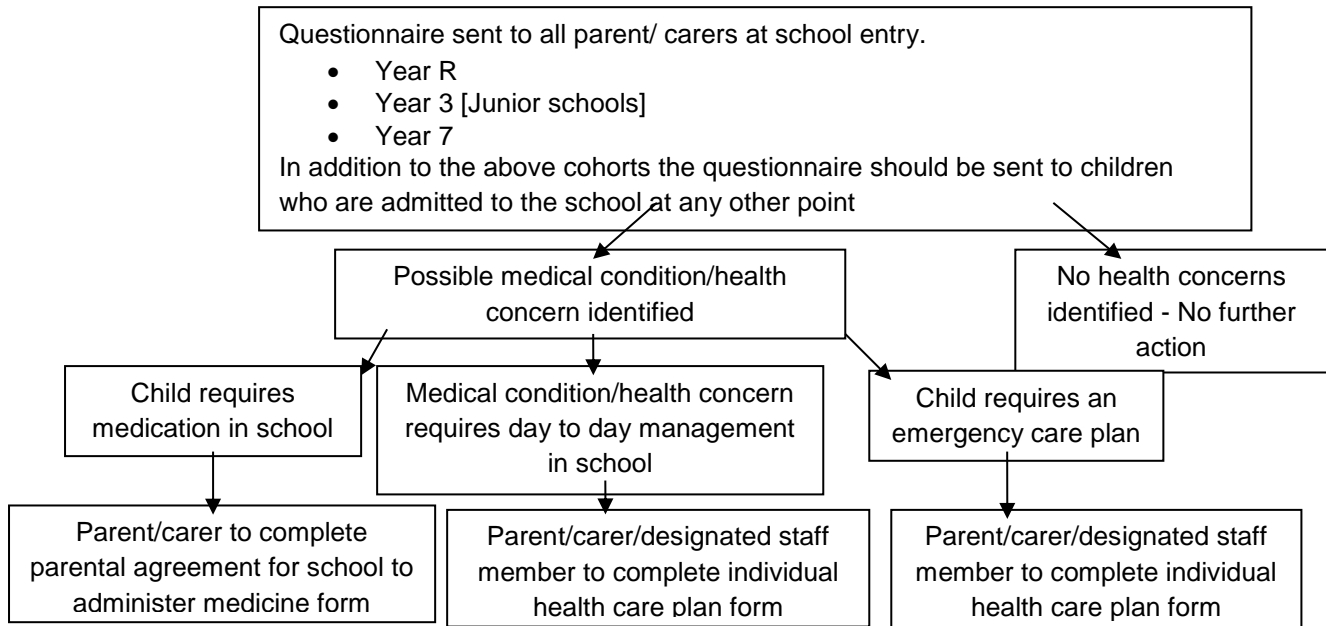 Questionnaire sent to all parent/ carers at school entry.
• Year R
• Year 3 [Junior schools]
• Year 7
In addition to the above cohorts the questionnaire should be sent to children
who are admitted to the school at any other point
Possible medical condition/health
concern identified
No health concerns
identified - No further
action
Child requires
medication in school
Medical condition/health concern
requires day to day management
in school
Child requires an
emergency care plan
Parent/carer to complete
parental agreement for school to
administer medicine form
Parent/carer/designated staff
member to complete individual
health care plan form
Parent/carer/designated staff
member to complete individual
health care plan form